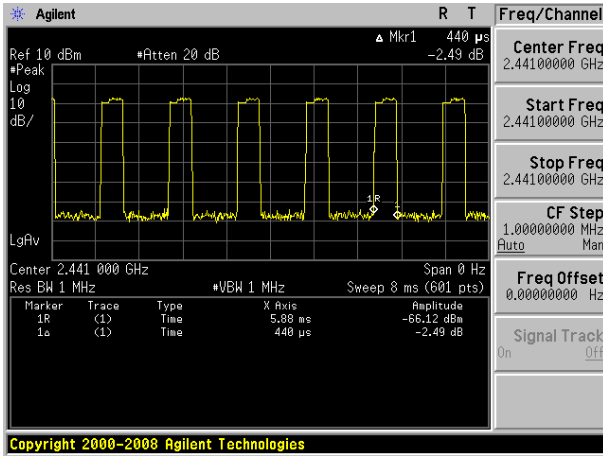 Agilent R T
Δ Mkr1 440 µs
Ref 10 dBm #Atten 20 dB -2.49 dB
#Peak
Log
10
dB/
1R
1
LgAv
Center 2.441 000 GHz Span 0 Hz
Res BW 1 MHz #VBW 1 MHz Sweep 8 ms (601 pts)
Marker Trace Type X Axis Amplitude
1R (1) Time 5.88 ms -66.12 dBm
1Δ (1) Time 440 µs -2.49 dB
Copyright 2000-2008 Agilent Technologies
Freq/Channel
Center Freq
2.44100000 GHz
Start Freq
2.44100000 GHz
Stop Freq
2.44100000 GHz
CF Step
1.00000000 MHz
Auto Man
Freq Offset
0.00000000 Hz
Signal Track
On Off